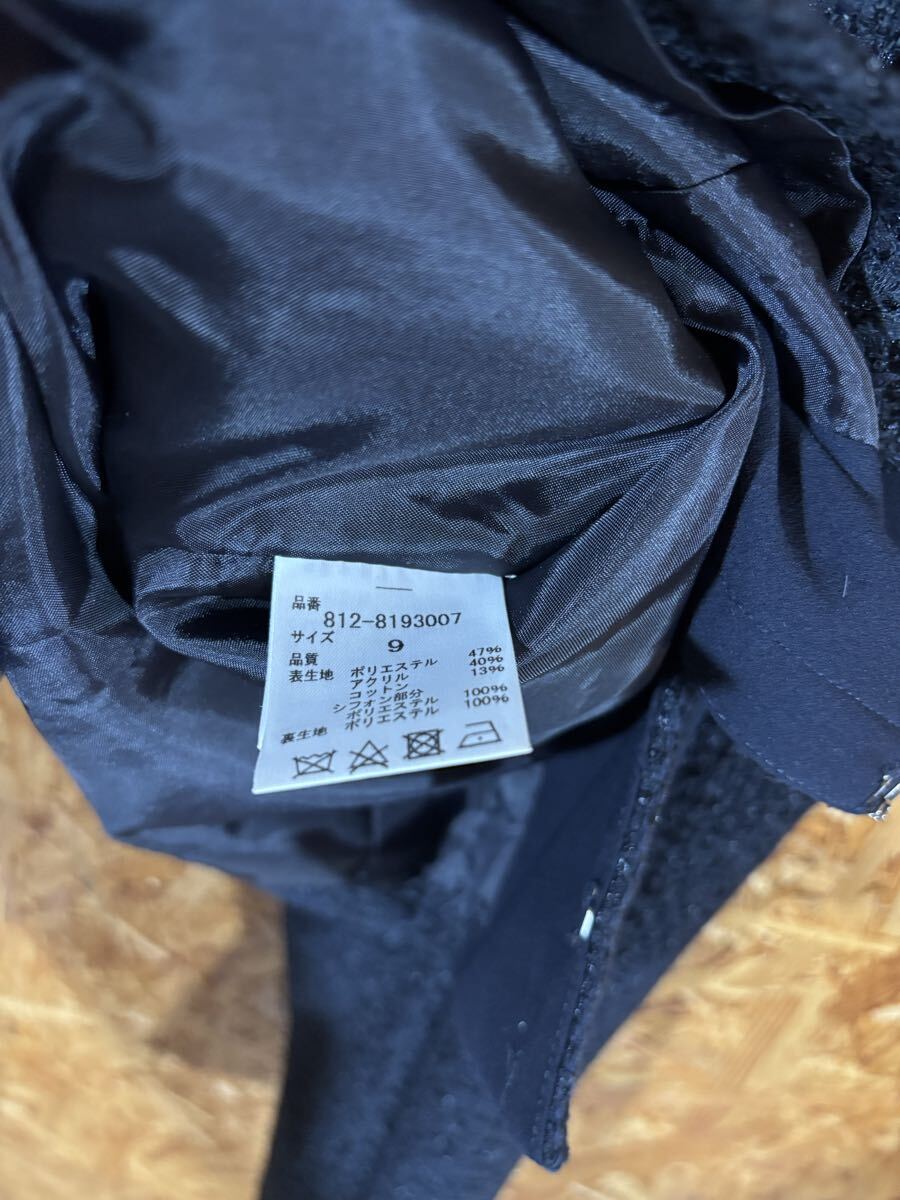 品番
812-8193007
サイズ
9
品質
表生地 ポリエステル 47%
アクリル 40%
コットン 13%
シフォン部分
ポリエステル 100%
裏生地 ポリエステル 100%